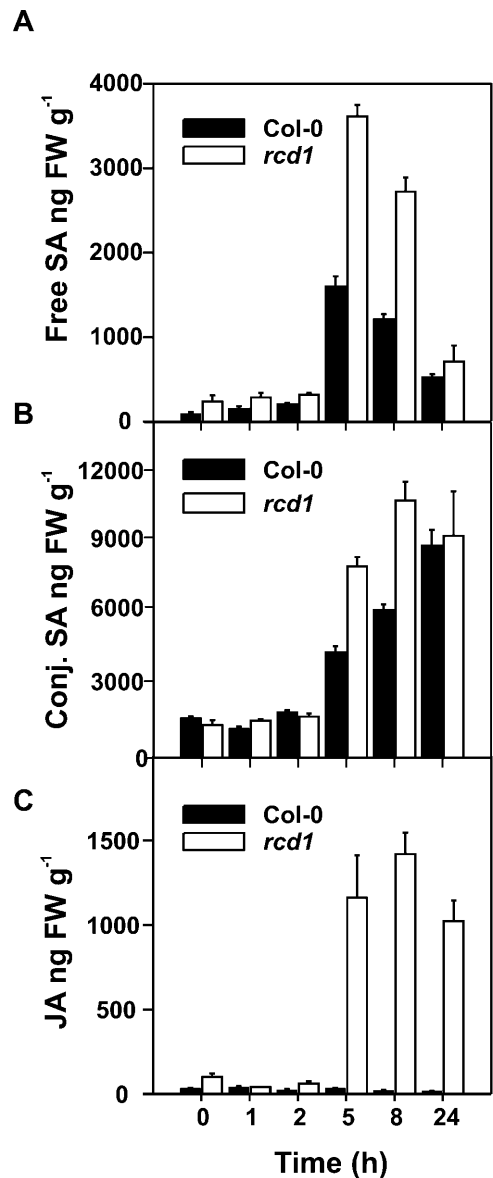 A
Free SA ng FW g⁻¹
4000
3000
2000
1000
0
Col-0
rcd1
B
Conj. SA ng FW g⁻¹
12000
9000
6000
3000
0
Col-0
rcd1
C
JA ng FW g⁻¹
1500
1000
500
0
Col-0
rcd1
0 1 2 5 8 24
Time (h)